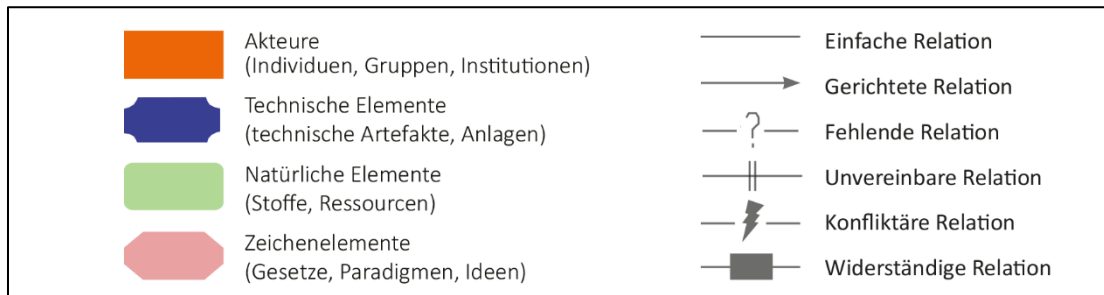 Akteure
(Individuen, Gruppen, Institutionen)
Technische Elemente
(technische Artefakte, Anlagen)
Natürliche Elemente
(Stoffe, Ressourcen)
Zeichenelemente
(Gesetze, Paradigmen, Ideen)
Einfache Relation
Gerichtete Relation
?
Fehlende Relation
Unvereinbare Relation
Konfliktäre Relation
Widerständige Relation